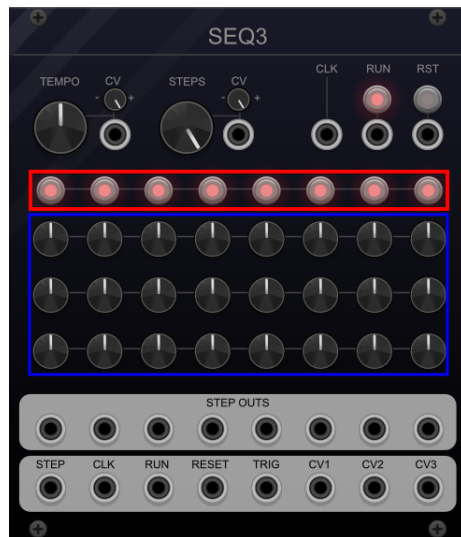 SEQ3
TEMPO CV STEPS CV CLK RUN RST
- + - +
STEP OUTS
STEP CLK RUN RESET TRIG CV1 CV2 CV3